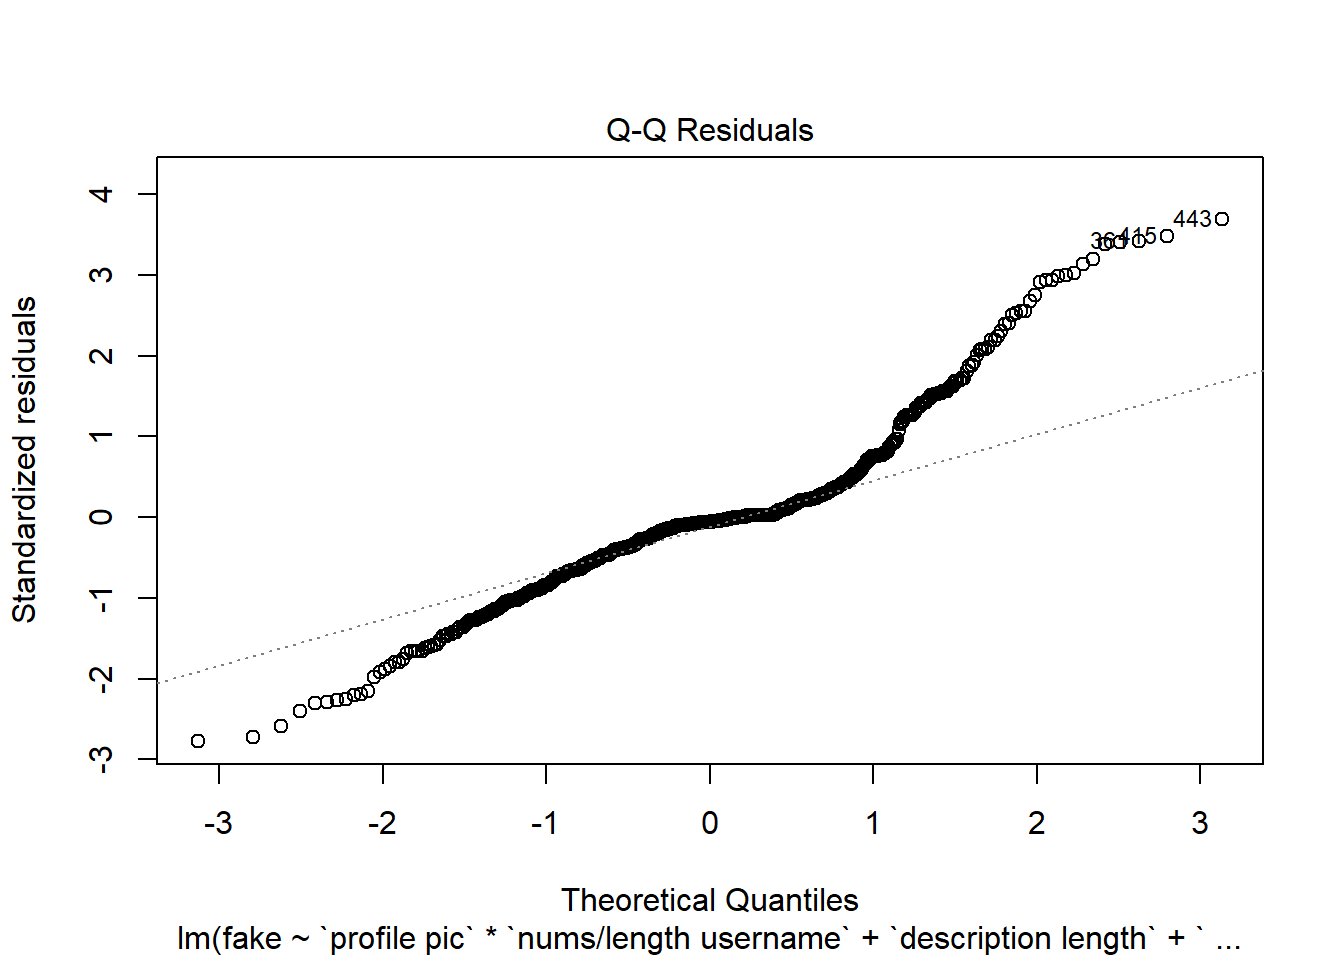 Q-Q Residuals
Standardized residuals
4
3
2
1
0
-1
-2
-3
443
415
-3 -2 -1 0 1 2 3
Theoretical Quantiles
lm(fake ~ `profile pic` * `nums/length username` + `description length` + ` ...